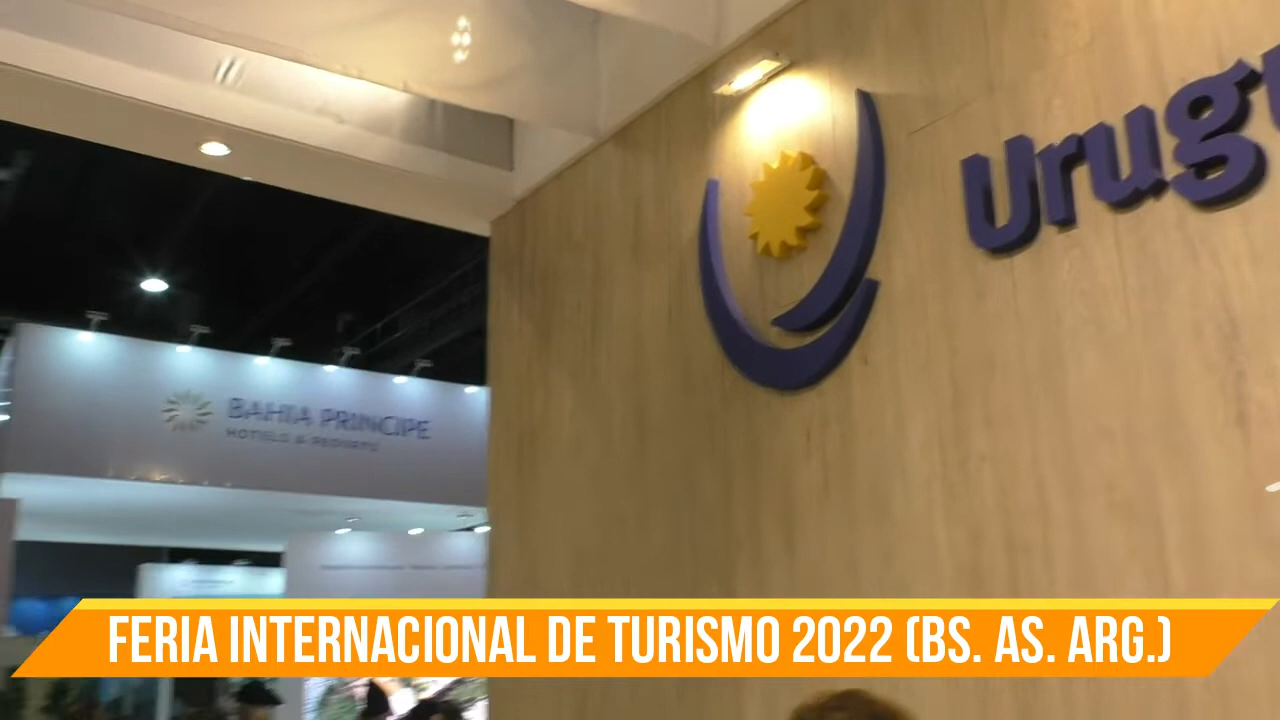 Urug
BAHIA PRINCIPE
HOTELS & RESORTS
FERIA INTERNACIONAL DE TURISMO 2022 (BS. AS. ARG.)